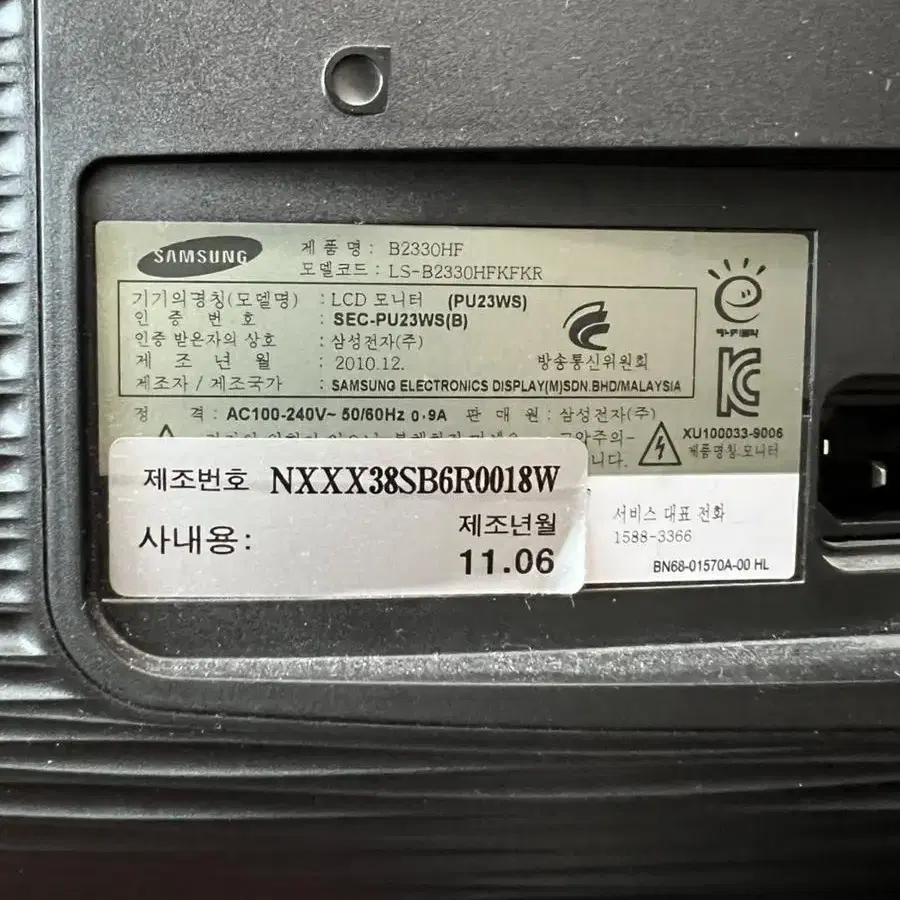 SAMSUNG
제품명 : B2330HF
모델코드 : LS-B2330HFKFKR
기기의명칭(모델명) : LCD 모니터 (PU23WS)
인증번호 : SEC-PU23WS(B)
인증 받은자의 상호 : 삼성전자(주)
제조년월 : 2010.12.
제조자 / 제조국가 : SAMSUNG ELECTRONICS DISPLAY(M)SDN.BHD/MALAYSIA
방송통신위원회
정격 : AC100-240V~ 50/60Hz 0.9A 판매원 : 삼성전자(주)
XU100033-9006
제품명칭:모니터
제조번호 NXXX38SB6R0018W
제조년월
사내용:
11.06
서비스 대표 전화
1588-3366
BN68-01570A-00 HL